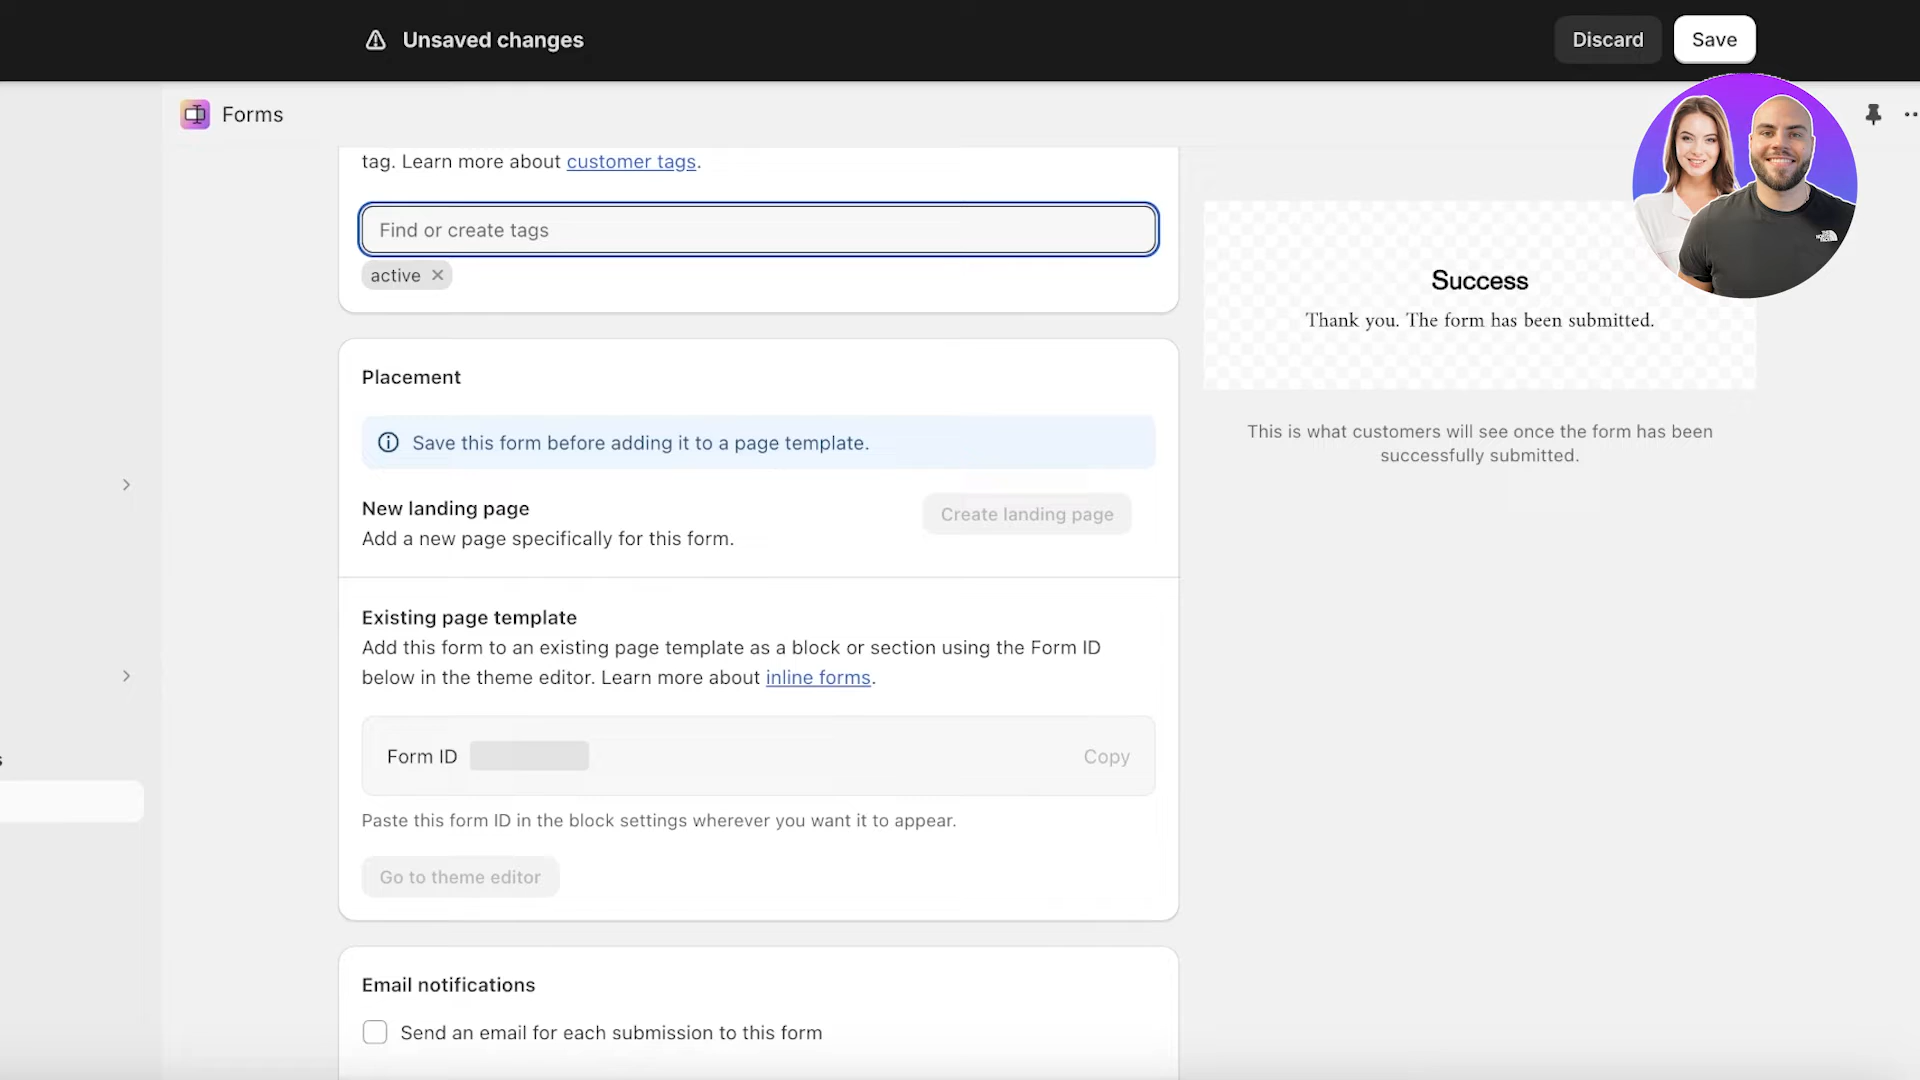 Unsaved changes
Discard
Save
Forms
tag. Learn more about customer tags.
Find or create tags
active
Success
Thank you. The form has been submitted.
This is what customers will see once the form has been
successfully submitted.
Placement
Save this form before adding it to a page template.
New landing page
Add a new page specifically for this form.
Create landing page
Existing page template
Add this form to an existing page template as a block or section using the Form ID
below in the theme editor. Learn more about inline forms.
Form ID
Copy
Paste this form ID in the block settings wherever you want it to appear.
Go to theme editor
Email notifications
Send an email for each submission to this form